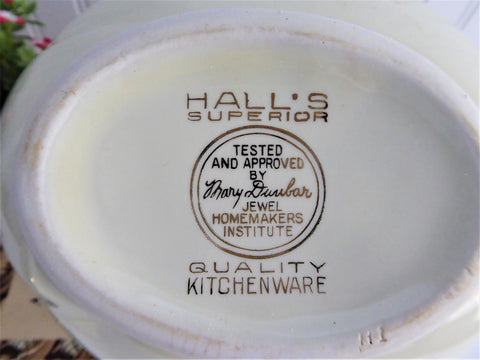 HALL'S
SUPERIOR
TESTED
AND APPROVED
BY
Mary Dunbar
JEWEL
HOMEMAKERS
INSTITUTE
QUALITY
KITCHENWARE